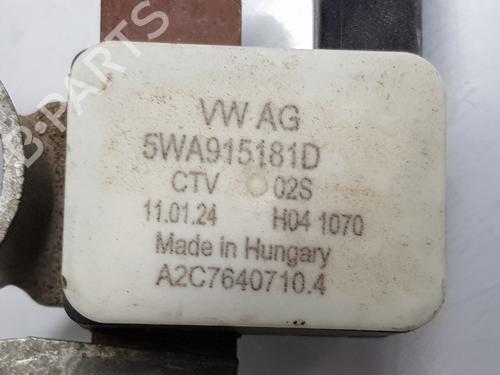 VW AG
5WA915181D
CTV 02S
11.01.24 H04 1070
Made in Hungary
A2C7640710.4
B-PARTS